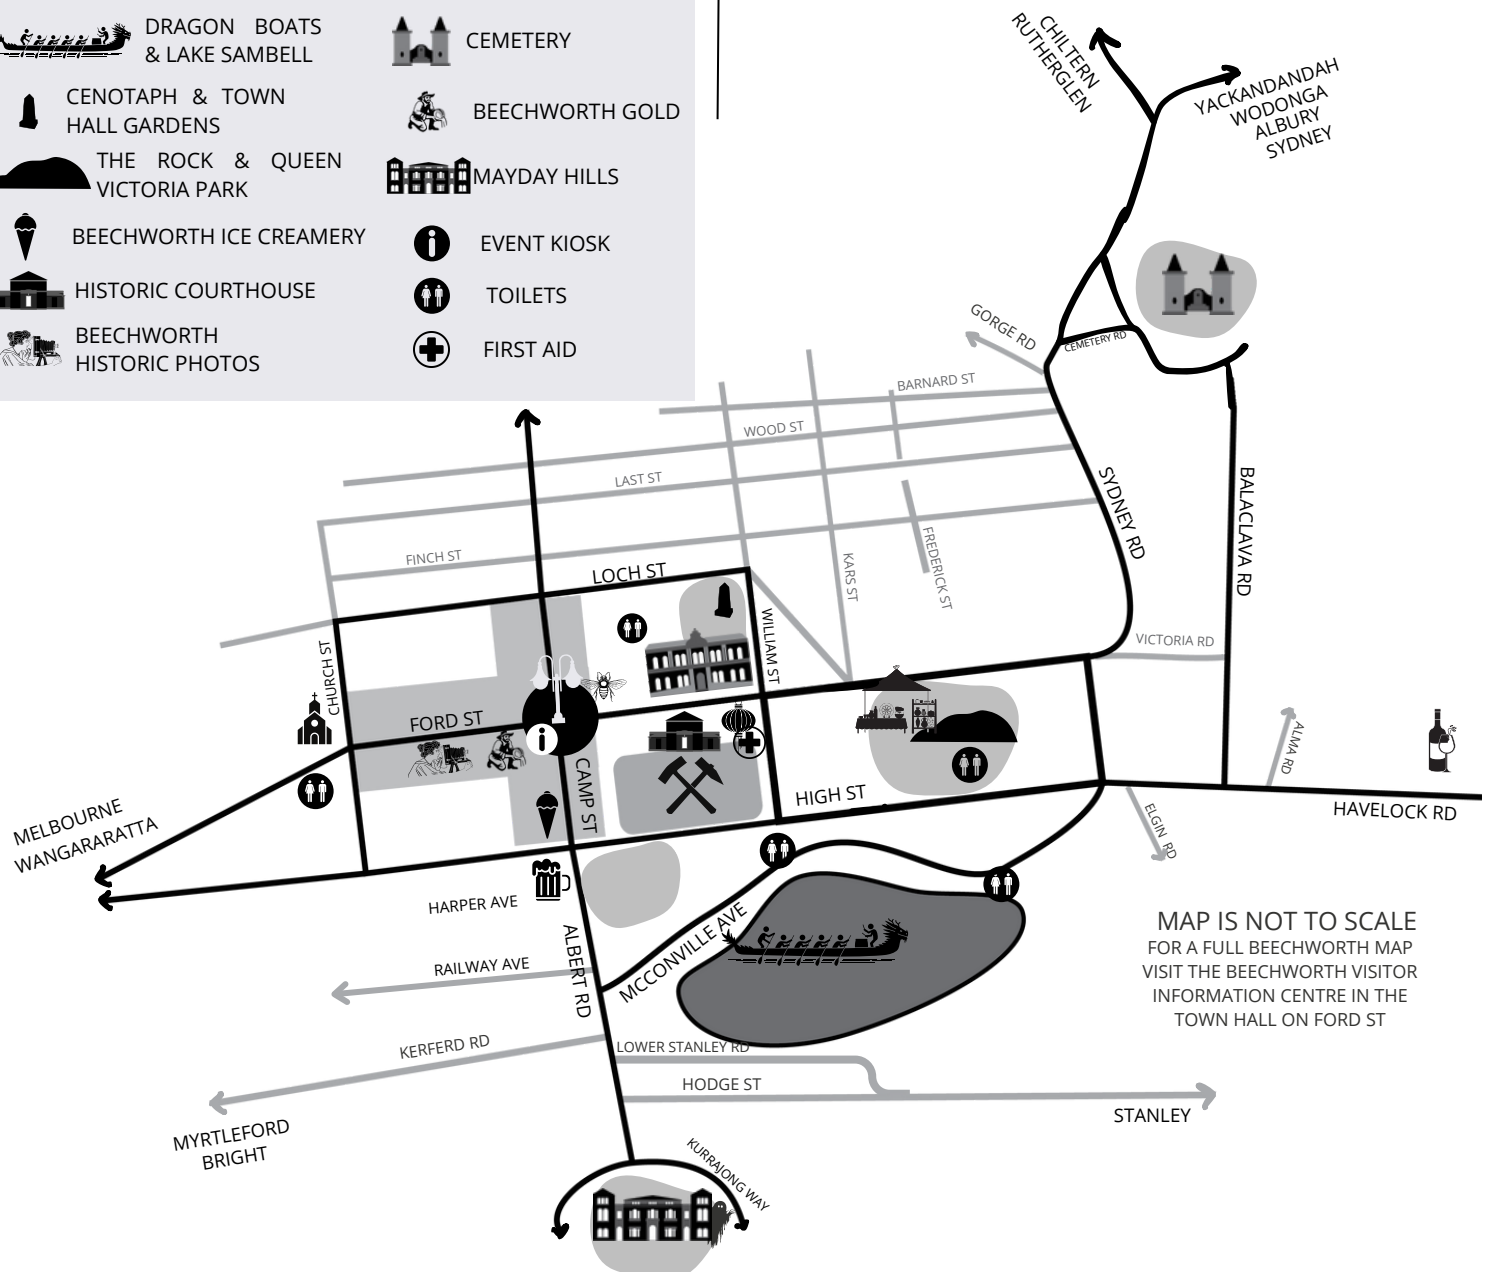 DRAGON BOATS
& LAKE SAMBELL
CENOTAPH & TOWN
HALL GARDENS
THE ROCK & QUEEN
VICTORIA PARK
BEECHWORTH ICE CREAMERY
HISTORIC COURTHOUSE
BEECHWORTH
HISTORIC PHOTOS
CEMETERY
BEECHWORTH GOLD
MAYDAY HILLS
EVENT KIOSK
TOILETS
FIRST AID
CHILTERN
RUTHERGLEN
YACKANDANDAH
WODONGA
ALBURY
SYDNEY
GORGE RD
CEMETERY RD
BARNARD ST
WOOD ST
LAST ST
FINCH ST
SYDNEY RD
BALACLAVA RD
FREDERICK ST
KARS ST
LOCH ST
WILLIAM ST
CHURCH ST
VICTORIA RD
FORD ST
CAMP ST
HIGH ST
ALMA RD
HAVELOCK RD
ELGIN RD
MELBOURNE
WANGARARATTA
HARPER AVE
ALBERT RD
MCCONVILLE AVE
RAILWAY AVE
KERFERD RD
LOWER STANLEY RD
HODGE ST
STANLEY
MYRTLEFORD
BRIGHT
KURRAJONG WAY
MAP IS NOT TO SCALE
FOR A FULL BEECHWORTH MAP
VISIT THE BEECHWORTH VISITOR
INFORMATION CENTRE IN THE
TOWN HALL ON FORD ST